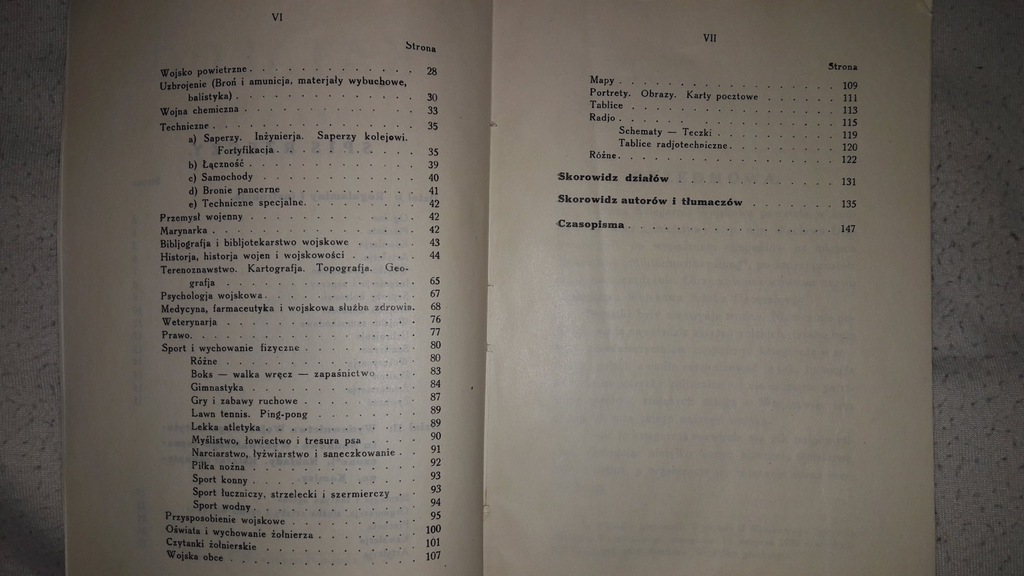 VI
Strona
Wojsko powietrzne . . . . . . . . . . . . . 28
Uzbrojenie (Broń i amunicja, materjały wybuchowe,
balistyka) . . . . . . . . . . . . . 30
Wojna chemiczna . . . . . . . . . . . . . 33
Techniczne . . . . . . . . . . . . . 35
a) Saperzy. Inżynierja. Saperzy kolejowi.
Fortyfikacja . . . . . . . . . . 35
b) Łączność . . . . . . . . . . 39
c) Samochody . . . . . . . . . . 40
d) Bronie pancerne . . . . . . . . 41
e) Techniczne specjalne. . . . . . . 42
Przemysł wojenny . . . . . . . . . . . . 42
Marynarka . . . . . . . . . . . . . 42
Bibljografja i bibljotekarstwo wojskowe . . . . . 43
Historja, historja wojen i wojskowości . . . . . 44
Terenoznawstwo. Kartografja. Topografja. Geo-
grafja . . . . . . . . . . . . . 65
Psychologja wojskowa . . . . . . . . . . . 67
Medycyna, farmaceutyka i wojskowa służba zdrowia. 68
Weterynarja . . . . . . . . . . . . . 76
Prawo. . . . . . . . . . . . . . 77
Sport i wychowanie fizyczne . . . . . . . . 80
Różne . . . . . . . . . . . . . 80
Boks — walka wręcz — zapaśnictwo . . . . 83
Gimnastyka . . . . . . . . . . . 84
Gry i zabawy ruchowe . . . . . . . . 87
Lawn tennis. Ping-pong . . . . . . . 89
Lekka atletyka . . . . . . . . . . 89
Myślistwo, łowiectwo i tresura psa . . . . 90
Narciarstwo, łyżwiarstwo i saneczkowanie . . 91
Piłka nożna . . . . . . . . . . . 92
Sport konny . . . . . . . . . . . 93
Sport łuczniczy, strzelecki i szermierczy . . 93
Sport wodny . . . . . . . . . . . 94
Przysposobienie wojskowe . . . . . . . . . 95
Oświata i wychowanie żołnierza . . . . . . . 100
Czytanki żołnierskie . . . . . . . . . . . 101
Wojska obce . . . . . . . . . . . . . 107
VII
Strona
Mapy . . . . . . . . . . . . . . 109
Portrety. Obrazy. Karty pocztowe . . . . . . 111
Tablice . . . . . . . . . . . . . 113
Radjo . . . . . . . . . . . . . . 115
Schematy — Teczki . . . . . . . . . 119
Tablice radjotechniczne . . . . . . . . 120
Różne . . . . . . . . . . . . . . 122
Skorowidz działów . . . . . . . . . . . 131
Skorowidz autorów i tłumaczów . . . . . . 135
Czasopisma . . . . . . . . . . . . . 147